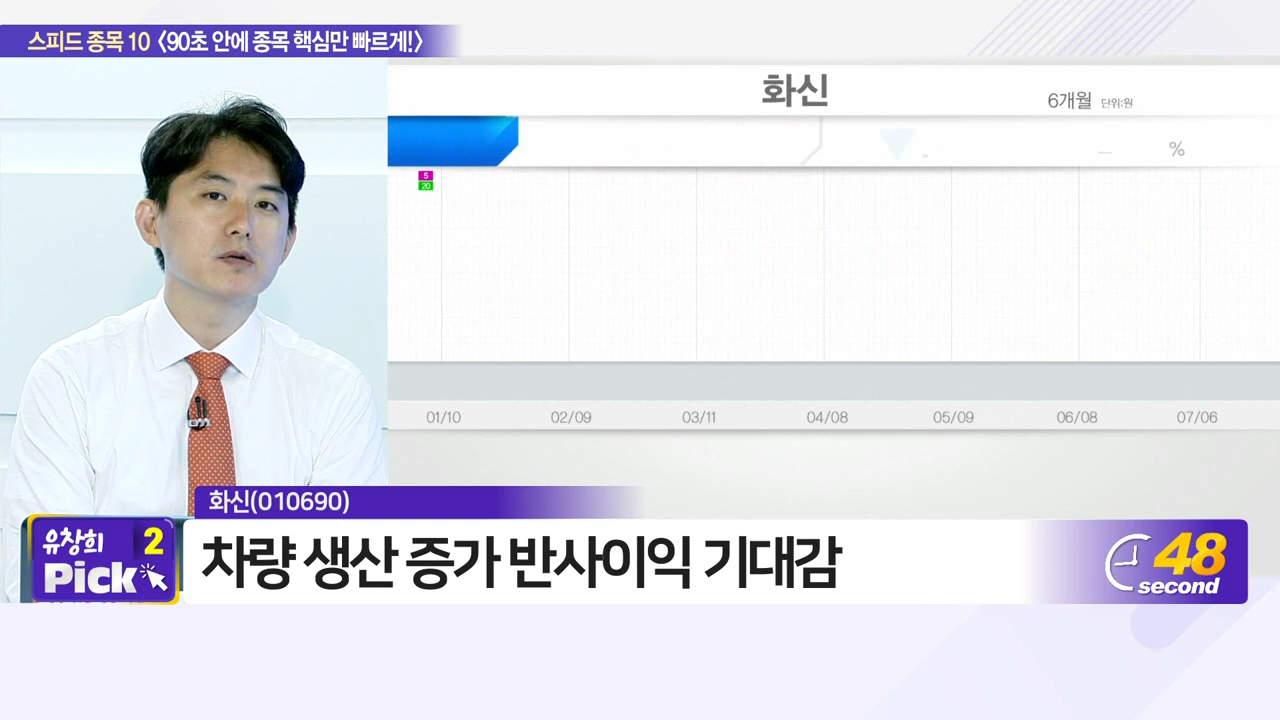 스피드 종목 10 <90초 안에 종목 핵심만 빠르게!>
화신
6개월 단위:원
%
5
20
01/10 02/09 03/11 04/08 05/09 06/08 07/06
화신(010690)
유창희 2
Pick
차량 생산 증가 반사이익 기대감
48
second